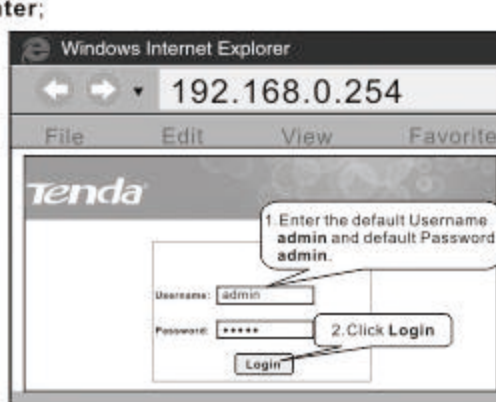 nter;
Windows Internet Explorer
192.168.0.254
File Edit View Favorite
Tenda
1.Enter the default Username
admin and default Password
admin.
Username: admin
Password: •••••
2.Click Login
Login